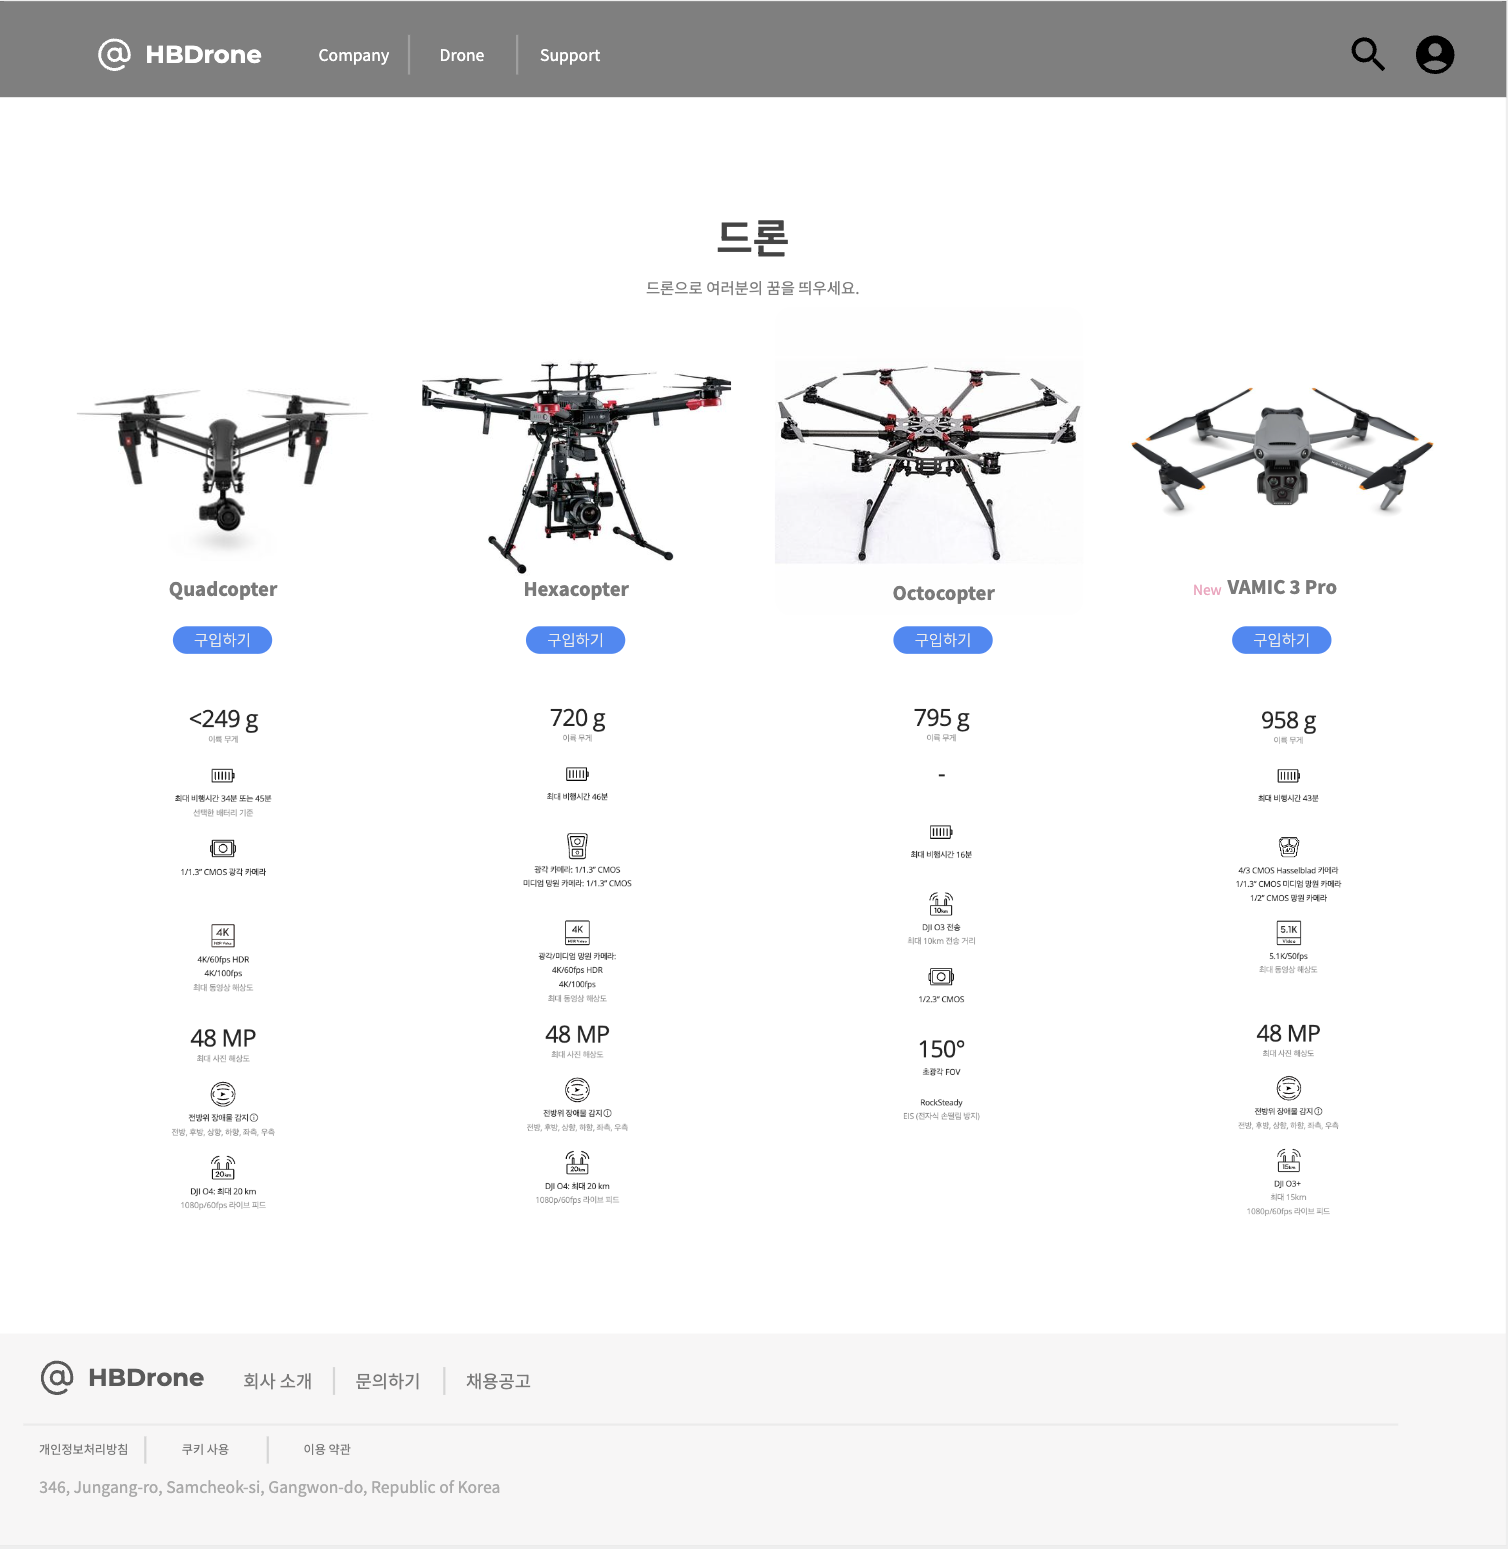 @ HBDrone
Company
Drone
Support
드론
드론으로 여러분의 꿈을 띄우세요.
Quadcopter
구입하기
<249 g
이륙 무게
최대 비행시간 34분 또는 45분
선택한 배터리 기준
1/1.3″ CMOS 광각 카메라
4K
HDR Video
4K/60fps HDR
4K/100fps
최대 동영상 해상도
48 MP
최대 사진 해상도
전방위 장애물 감지
전방, 후방, 상향, 하향, 좌측, 우측
20km
DJI O4: 최대 20 km
1080p/60fps 라이브 피드
Hexacopter
구입하기
720 g
이륙 무게
최대 비행시간 46분
광각 카메라: 1/1.3″ CMOS
미디엄 망원 카메라: 1/1.3″ CMOS
4K
HDR Video
광각/미디엄 망원 카메라:
4K/60fps HDR
4K/100fps
최대 동영상 해상도
48 MP
최대 사진 해상도
전방위 장애물 감지
전방, 후방, 상향, 하향, 좌측, 우측
20km
DJI O4: 최대 20 km
1080p/60fps 라이브 피드
Octocopter
구입하기
795 g
이륙 무게
-
최대 비행시간 16분
10km
DJI O3 전송
최대 10km 전송 거리
1/2.3″ CMOS
150°
초광각 FOV
RockSteady
EIS (전자식 손떨림 방지)
New VAMIC 3 Pro
구입하기
958 g
이륙 무게
최대 비행시간 43분
4/3
4/3 CMOS Hasselblad 카메라
1/1.3″ CMOS 미디엄 망원 카메라
1/2″ CMOS 망원 카메라
5.1K
Video
5.1K/50fps
최대 동영상 해상도
48 MP
최대 사진 해상도
전방위 장애물 감지
전방, 후방, 상향, 하향, 좌측, 우측
15km
DJI O3+
최대 15km
1080p/60fps 라이브 피드
@ HBDrone
회사 소개
문의하기
채용공고
개인정보처리방침
쿠키 사용
이용 약관
346, Jungang-ro, Samcheok-si, Gangwon-do, Republic of Korea